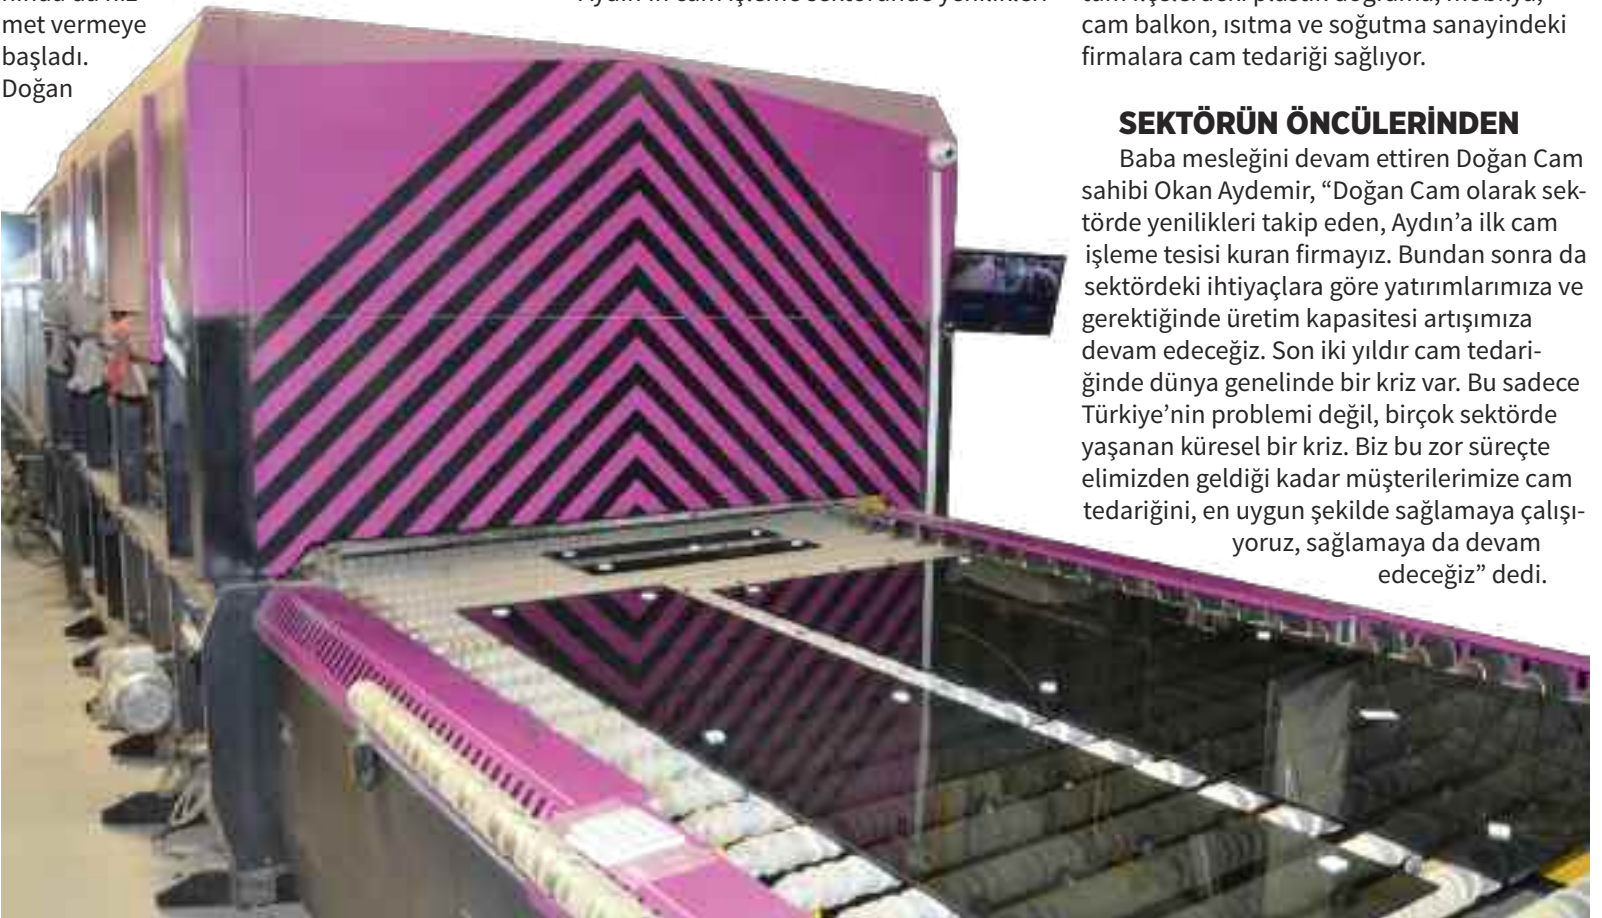 met vermeye
başladı.
Doğan
cam balkon, ısıtma ve soğutma sanayindeki
firmalara cam tedariği sağlıyor.
SEKTÖRÜN ÖNCÜLERİNDEN
Baba mesleğini devam ettiren Doğan Cam
sahibi Okan Aydemir, “Doğan Cam olarak sek-
törde yenilikleri takip eden, Aydın’a ilk cam
işleme tesisi kuran firmayız. Bundan sonra da
sektördeki ihtiyaçlara göre yatırımlarımıza ve
gerektiğinde üretim kapasitesi artışımıza
devam edeceğiz. Son iki yıldır cam tedari-
ğinde dünya genelinde bir kriz var. Bu sadece
Türkiye’nin problemi değil, birçok sektörde
yaşanan küresel bir kriz. Biz bu zor süreçte
elimizden geldiği kadar müşterilerimize cam
tedariğini, en uygun şekilde sağlamaya çalışı-
yoruz, sağlamaya da devam
edeceğiz” dedi.